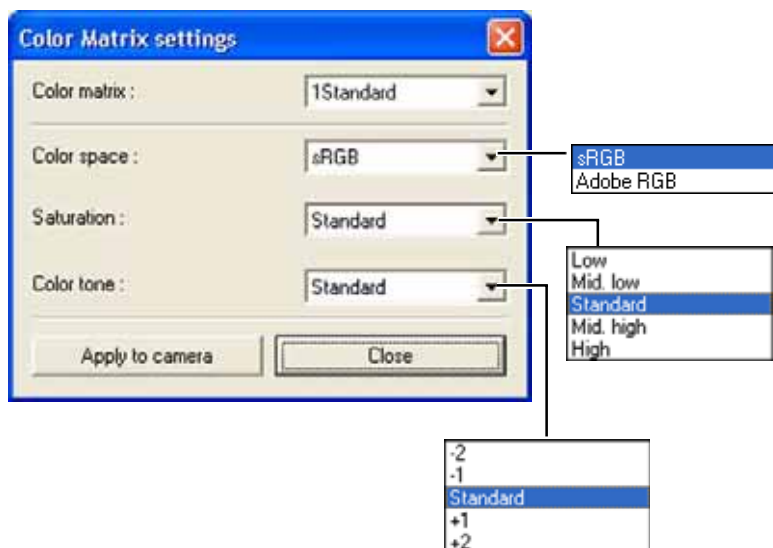 Color Matrix settings
Color matrix :
1Standard
Color space :
sRGB
sRGB
Adobe RGB
Saturation :
Standard
Low
Mid. low
Standard
Mid. high
High
Color tone :
Standard
Apply to camera
Close
-2
-1
Standard
+1
+2